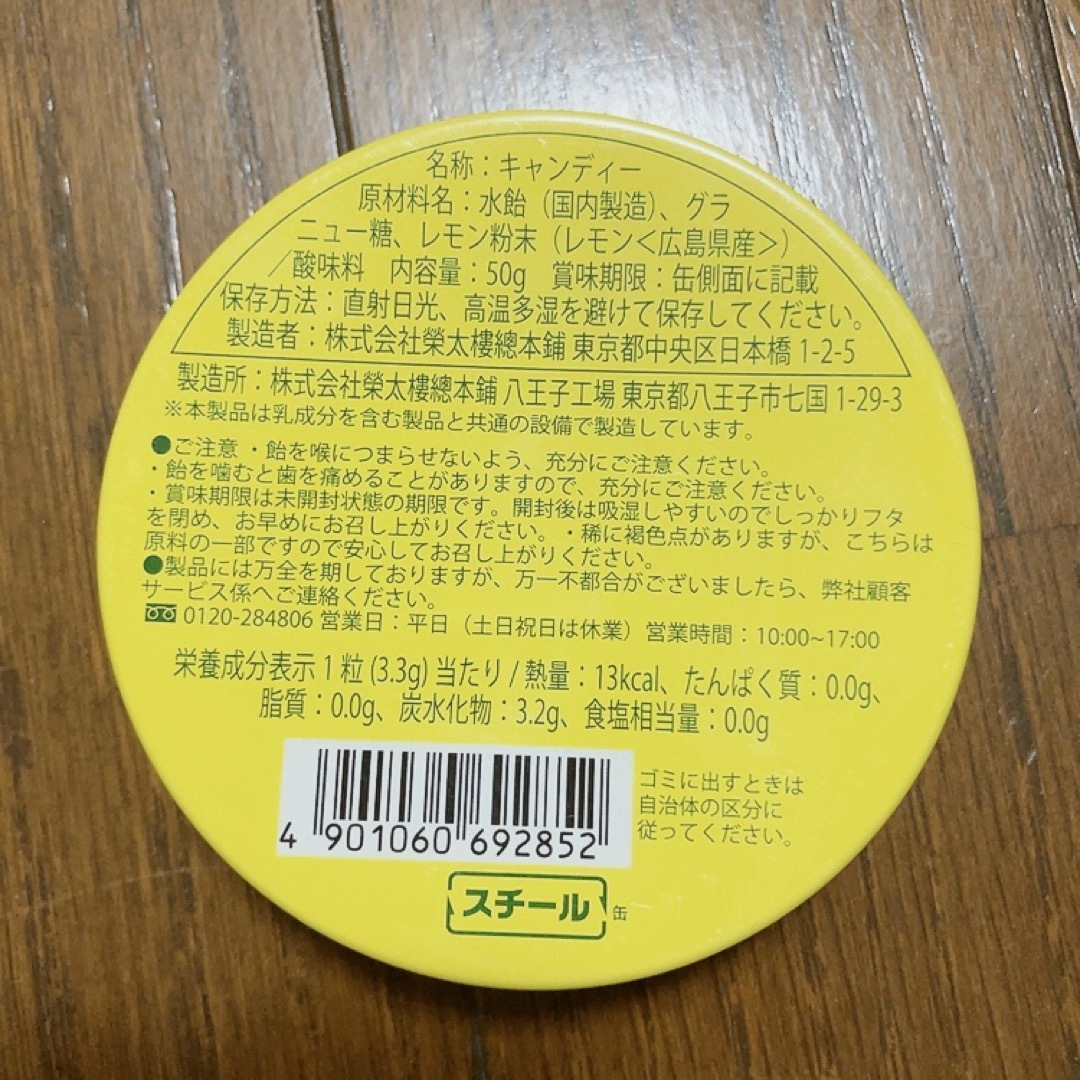 名称：キャンディー
原材料名：水飴（国内製造）、グラ
ニュー糖、レモン粉末（レモン＜広島県産＞）
／酸味料　内容量：50g　賞味期限：缶側面に記載
保存方法：直射日光、高温多湿を避けて保存してください。
製造者：株式会社榮太樓總本鋪 東京都中央区日本橋 1-2-5
製造所：株式会社榮太樓總本鋪 八王子工場 東京都八王子市七国 1-29-3
※本製品は乳成分を含む製品と共通の設備で製造しています。
●ご注意 ・飴を喉につまらせないよう、充分にご注意ください。
・飴を噛むと歯を痛めることがありますので、充分にご注意ください。
・賞味期限は未開封状態の期限です。開封後は吸湿しやすいのでしっかりフタ
を閉め、お早めにお召し上がりください。・稀に褐色点がありますが、こちらは
原料の一部ですので安心してお召し上がりください。
●製品には万全を期しておりますが、万一不都合がございましたら、弊社顧客
サービス係へご連絡ください。
0120-284806 営業日：平日（土日祝日は休業）営業時間：10:00~17:00
栄養成分表示 1 粒 (3.3g) 当たり / 熱量：13kcal、たんぱく質：0.0g、
脂質：0.0g、炭水化物：3.2g、食塩相当量：0.0g
ゴミに出すときは
自治体の区分に
従ってください。
4 901060 692852
スチール 缶